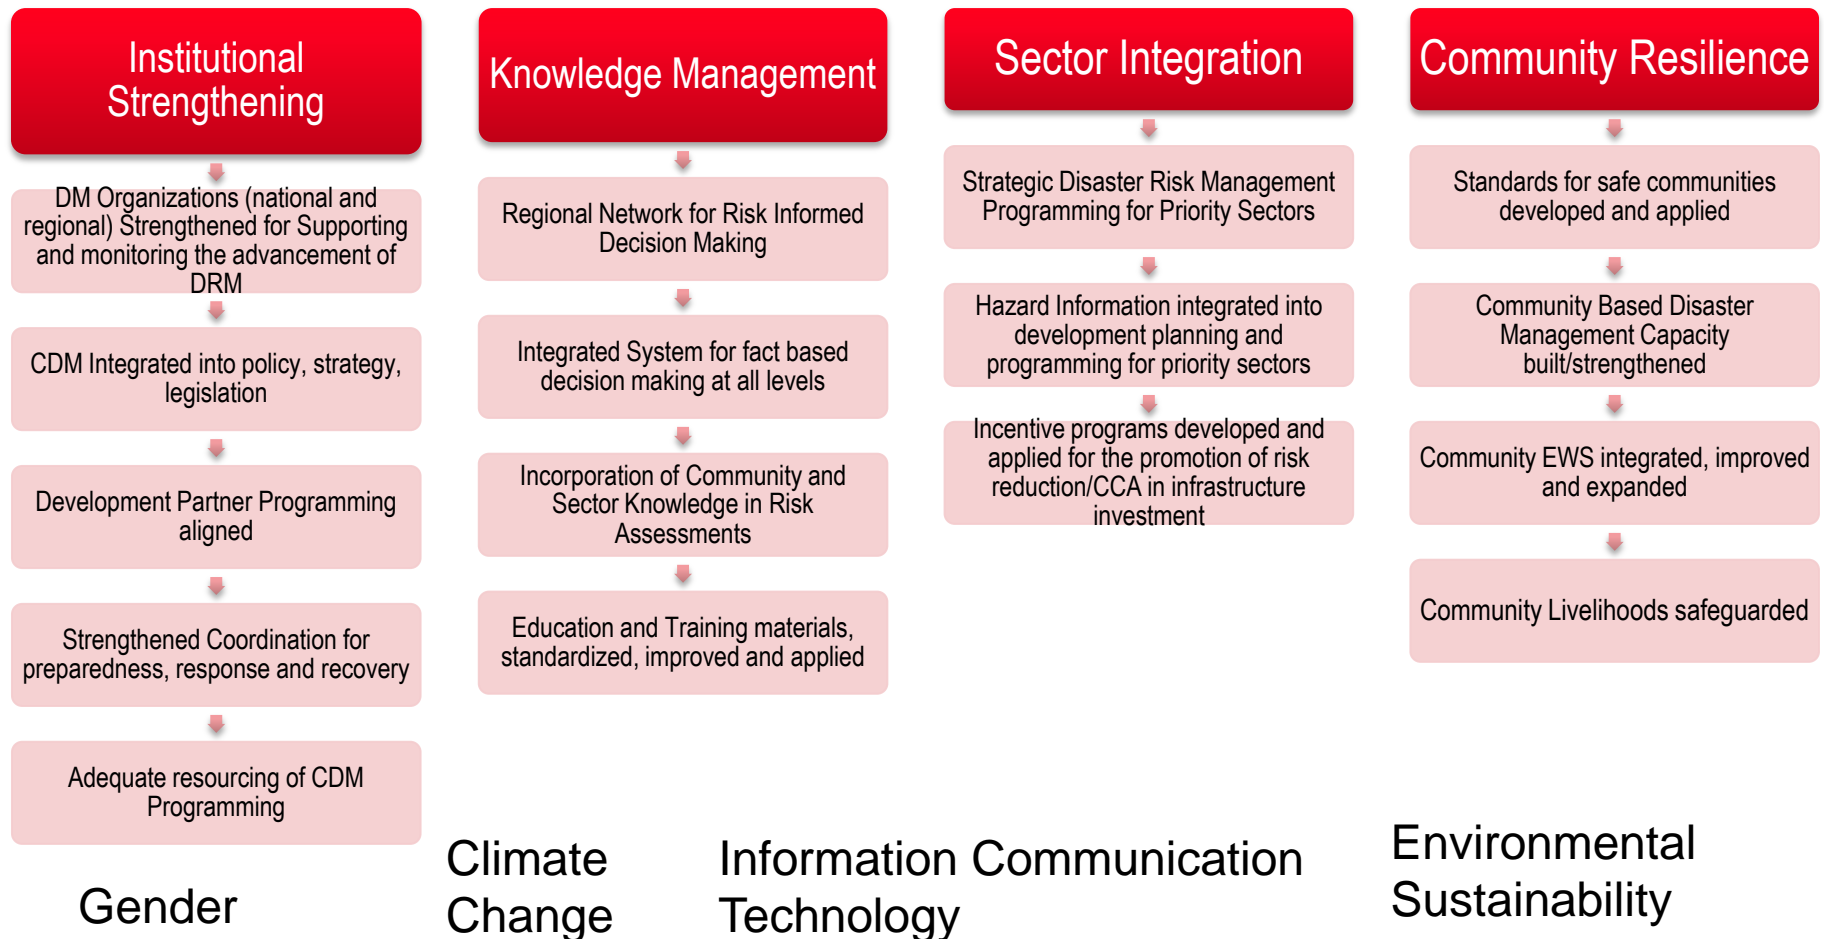 Institutional
Strengthening
DM Organizations (national and
regional) Strengthened for Supporting
and monitoring the advancement of
DRM
CDM Integrated into policy, strategy,
legislation
Development Partner Programming
aligned
Strengthened Coordination for
preparedness, response and recovery
Adequate resourcing of CDM
Programming
Knowledge Management
Regional Network for Risk Informed
Decision Making
Integrated System for fact based
decision making at all levels
Incorporation of Community and
Sector Knowledge in Risk
Assessments
Education and Training materials,
standardized, improved and applied
Sector Integration
Strategic Disaster Risk Management
Programming for Priority Sectors
Hazard Information integrated into
development planning and
programming for priority sectors
Incentive programs developed and
applied for the promotion of risk
reduction/CCA in infrastructure
investment
Community Resilience
Standards for safe communities
developed and applied
Community Based Disaster
Management Capacity
built/strengthened
Community EWS integrated, improved
and expanded
Community Livelihoods safeguarded
Gender
Climate
Change
Information Communication
Technology
Environmental
Sustainability